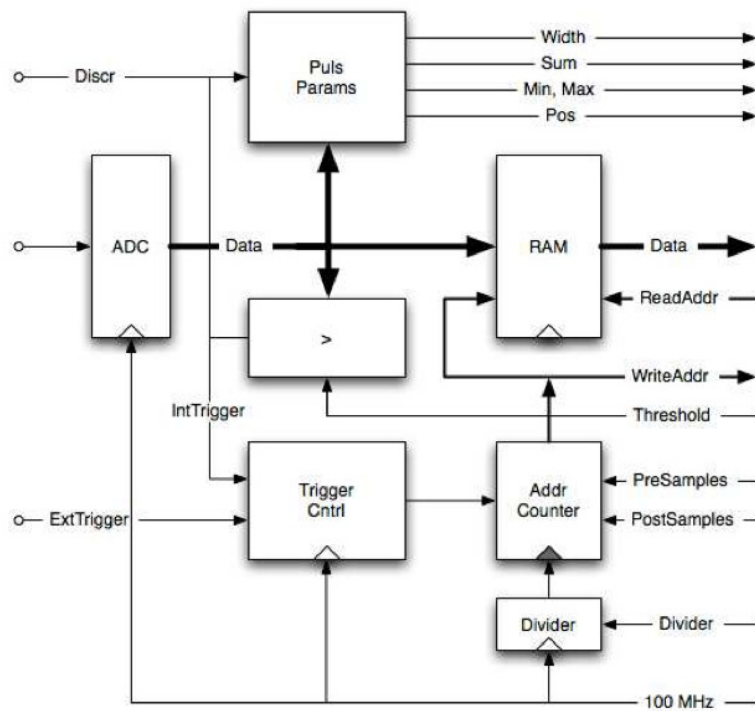 Width
Sum
Discr
Puls
Params
Min, Max
Pos
ADC
Data
RAM
Data
ReadAddr
>
WriteAddr
IntTrigger
Threshold
Trigger
Cntrl
Addr
Counter
PreSamples
ExtTrigger
PostSamples
Divider
Divider
100 MHz